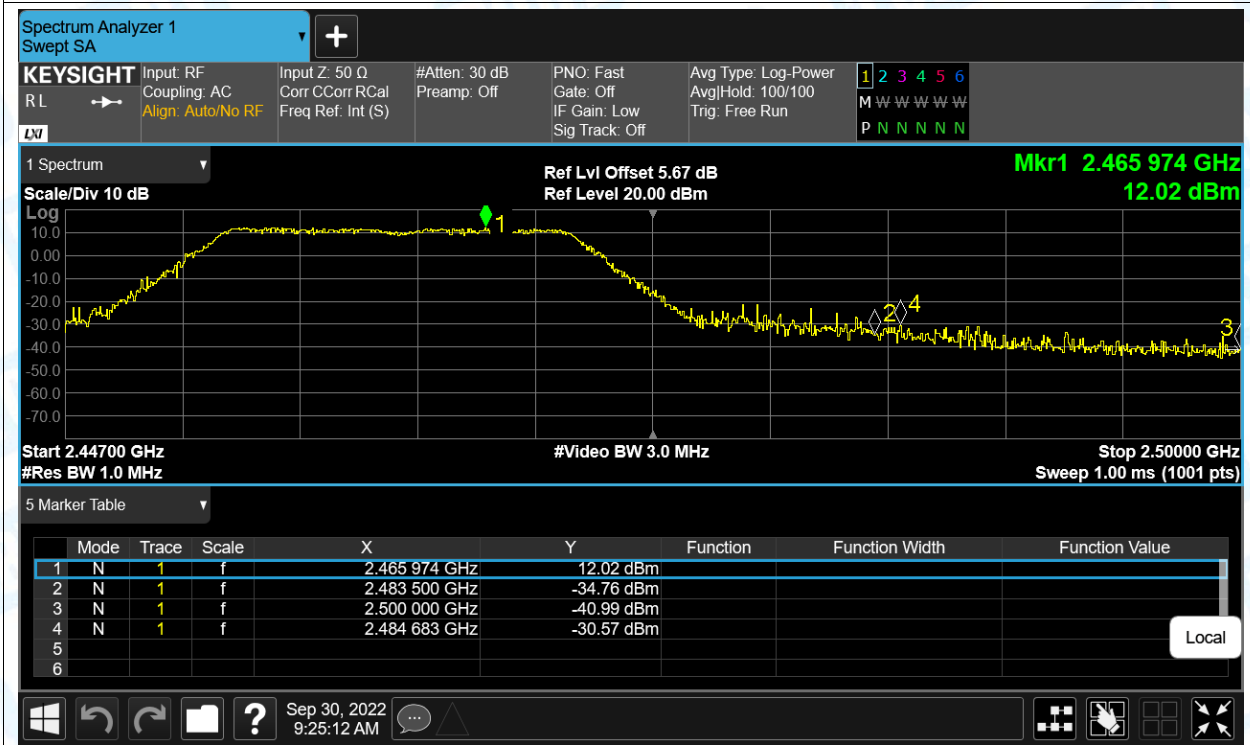 Spectrum Analyzer 1
Swept SA
KEYSIGHT
R L
LXI
Input: RF
Coupling: AC
Align: Auto/No RF
Input Z: 50 Ω
Corr CCorr RCal
Freq Ref: Int (S)
#Atten: 30 dB
Preamp: Off
PNO: Fast
Gate: Off
IF Gain: Low
Sig Track: Off
Avg Type: Log-Power
Avg|Hold: 100/100
Trig: Free Run
1 2 3 4 5 6
M W W W W W
P N N N N N
1 Spectrum
Scale/Div 10 dB
Ref Lvl Offset 5.67 dB
Ref Level 20.00 dBm
Mkr1 2.465 974 GHz
12.02 dBm
Log
10.0
0.00
-10.0
-20.0
-30.0
-40.0
-50.0
-60.0
-70.0
1
2
4
3
Start 2.44700 GHz
#Res BW 1.0 MHz
#Video BW 3.0 MHz
Stop 2.50000 GHz
Sweep 1.00 ms (1001 pts)
5 Marker Table
Mode Trace Scale X Y Function Function Width Function Value
1 N 1 f 2.465 974 GHz 12.02 dBm
2 N 1 f 2.483 500 GHz -34.76 dBm
3 N 1 f 2.500 000 GHz -40.99 dBm
4 N 1 f 2.484 683 GHz -30.57 dBm
5
6
Local
?
Sep 30, 2022
9:25:12 AM